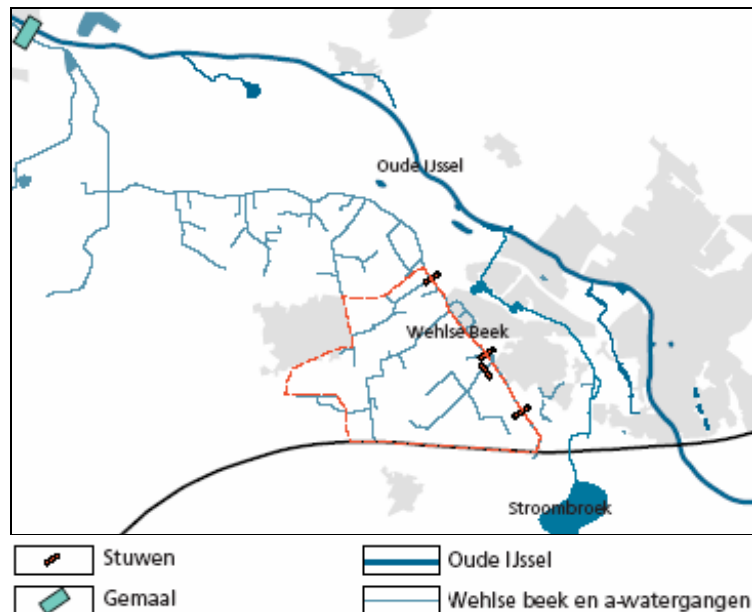 Oude IJssel
Wehlse Beek
Stroombroek
Stuwen
Oude IJssel
Gemaal
Wehlse beek en a-watergangen